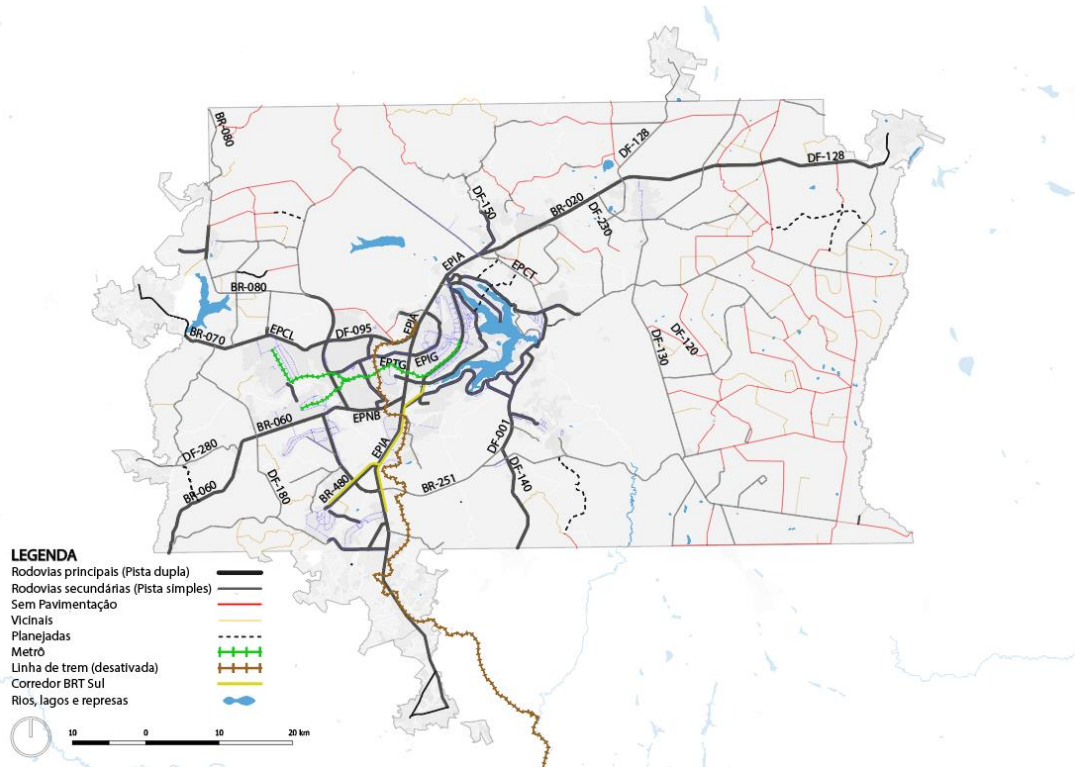 BR-080
DF-128
DF-128
DF-150
BR-020
DF-230
EPIA
EPCT
BR-080
EPIA
BR-070
EPCL
DF-095
DF-120
DF-130
EPTG
EPIG
BR-060
EPNB
DF-280
EPIA
DF-001
BR-060
DF-180
BR-480
BR-251
DF-140
LEGENDA
Rodovias principais (Pista dupla)
Rodovias secundárias (Pista simples)
Sem Pavimentação
Vicinais
Planejadas
Metrô
Linha de trem (desativada)
Corredor BRT Sul
Rios, lagos e represas
10 0 10 20 km